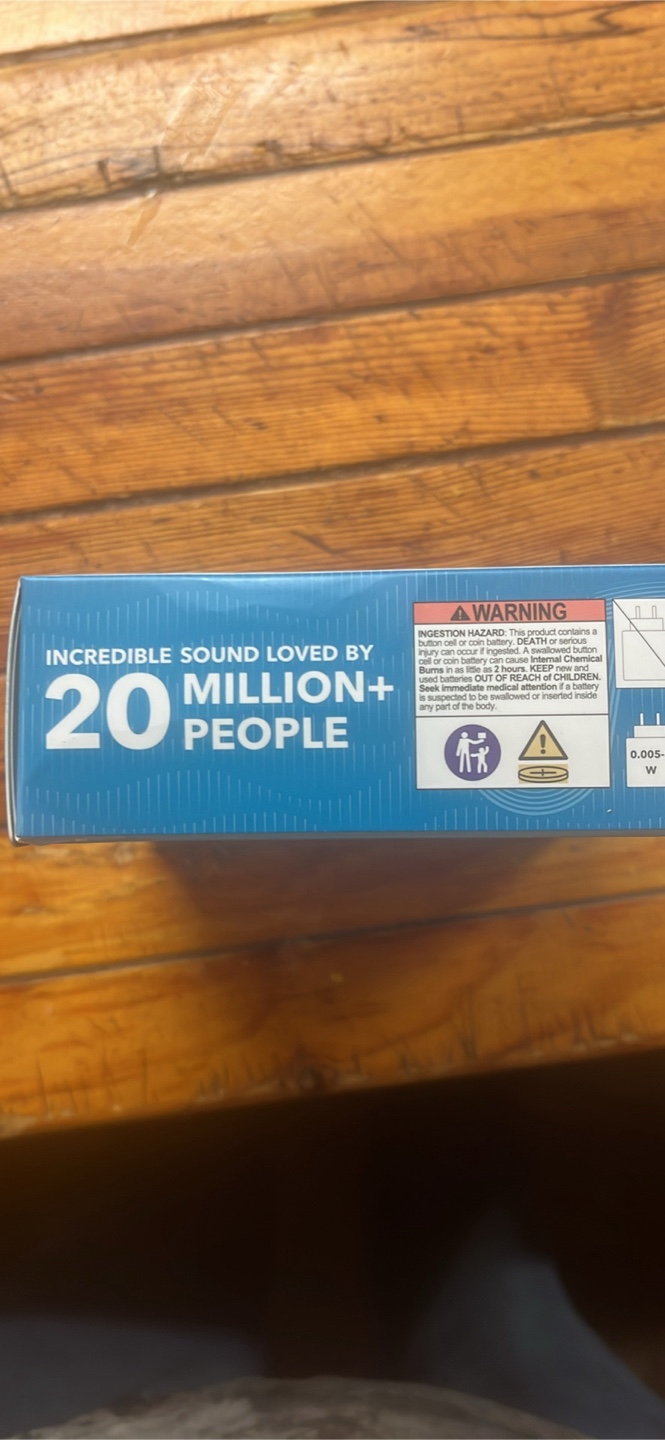 INCREDIBLE SOUND LOVED BY
20 MILLION+
PEOPLE
WARNING
INGESTION HAZARD: This product contains a
button cell or coin battery. DEATH or serious
injury can occur if ingested. A swallowed button
cell or coin battery can cause Internal Chemical
Burns in as little as 2 hours. KEEP new and
used batteries OUT OF REACH of CHILDREN.
Seek immediate medical attention if a battery
is suspected to be swallowed or inserted inside
any part of the body.
0.005-
W